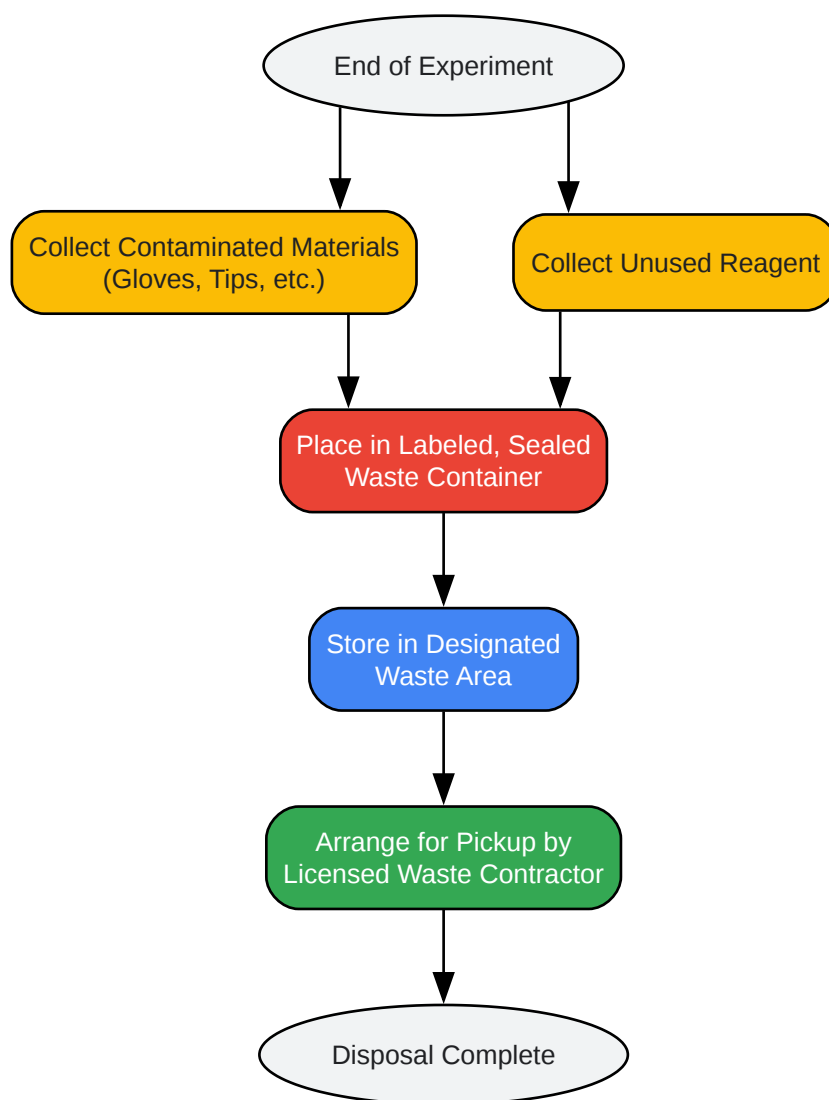 End of Experiment
Collect Contaminated Materials
(Gloves, Tips, etc.)
Collect Unused Reagent
Place in Labeled, Sealed
Waste Container
Store in Designated
Waste Area
Arrange for Pickup by
Licensed Waste Contractor
Disposal Complete